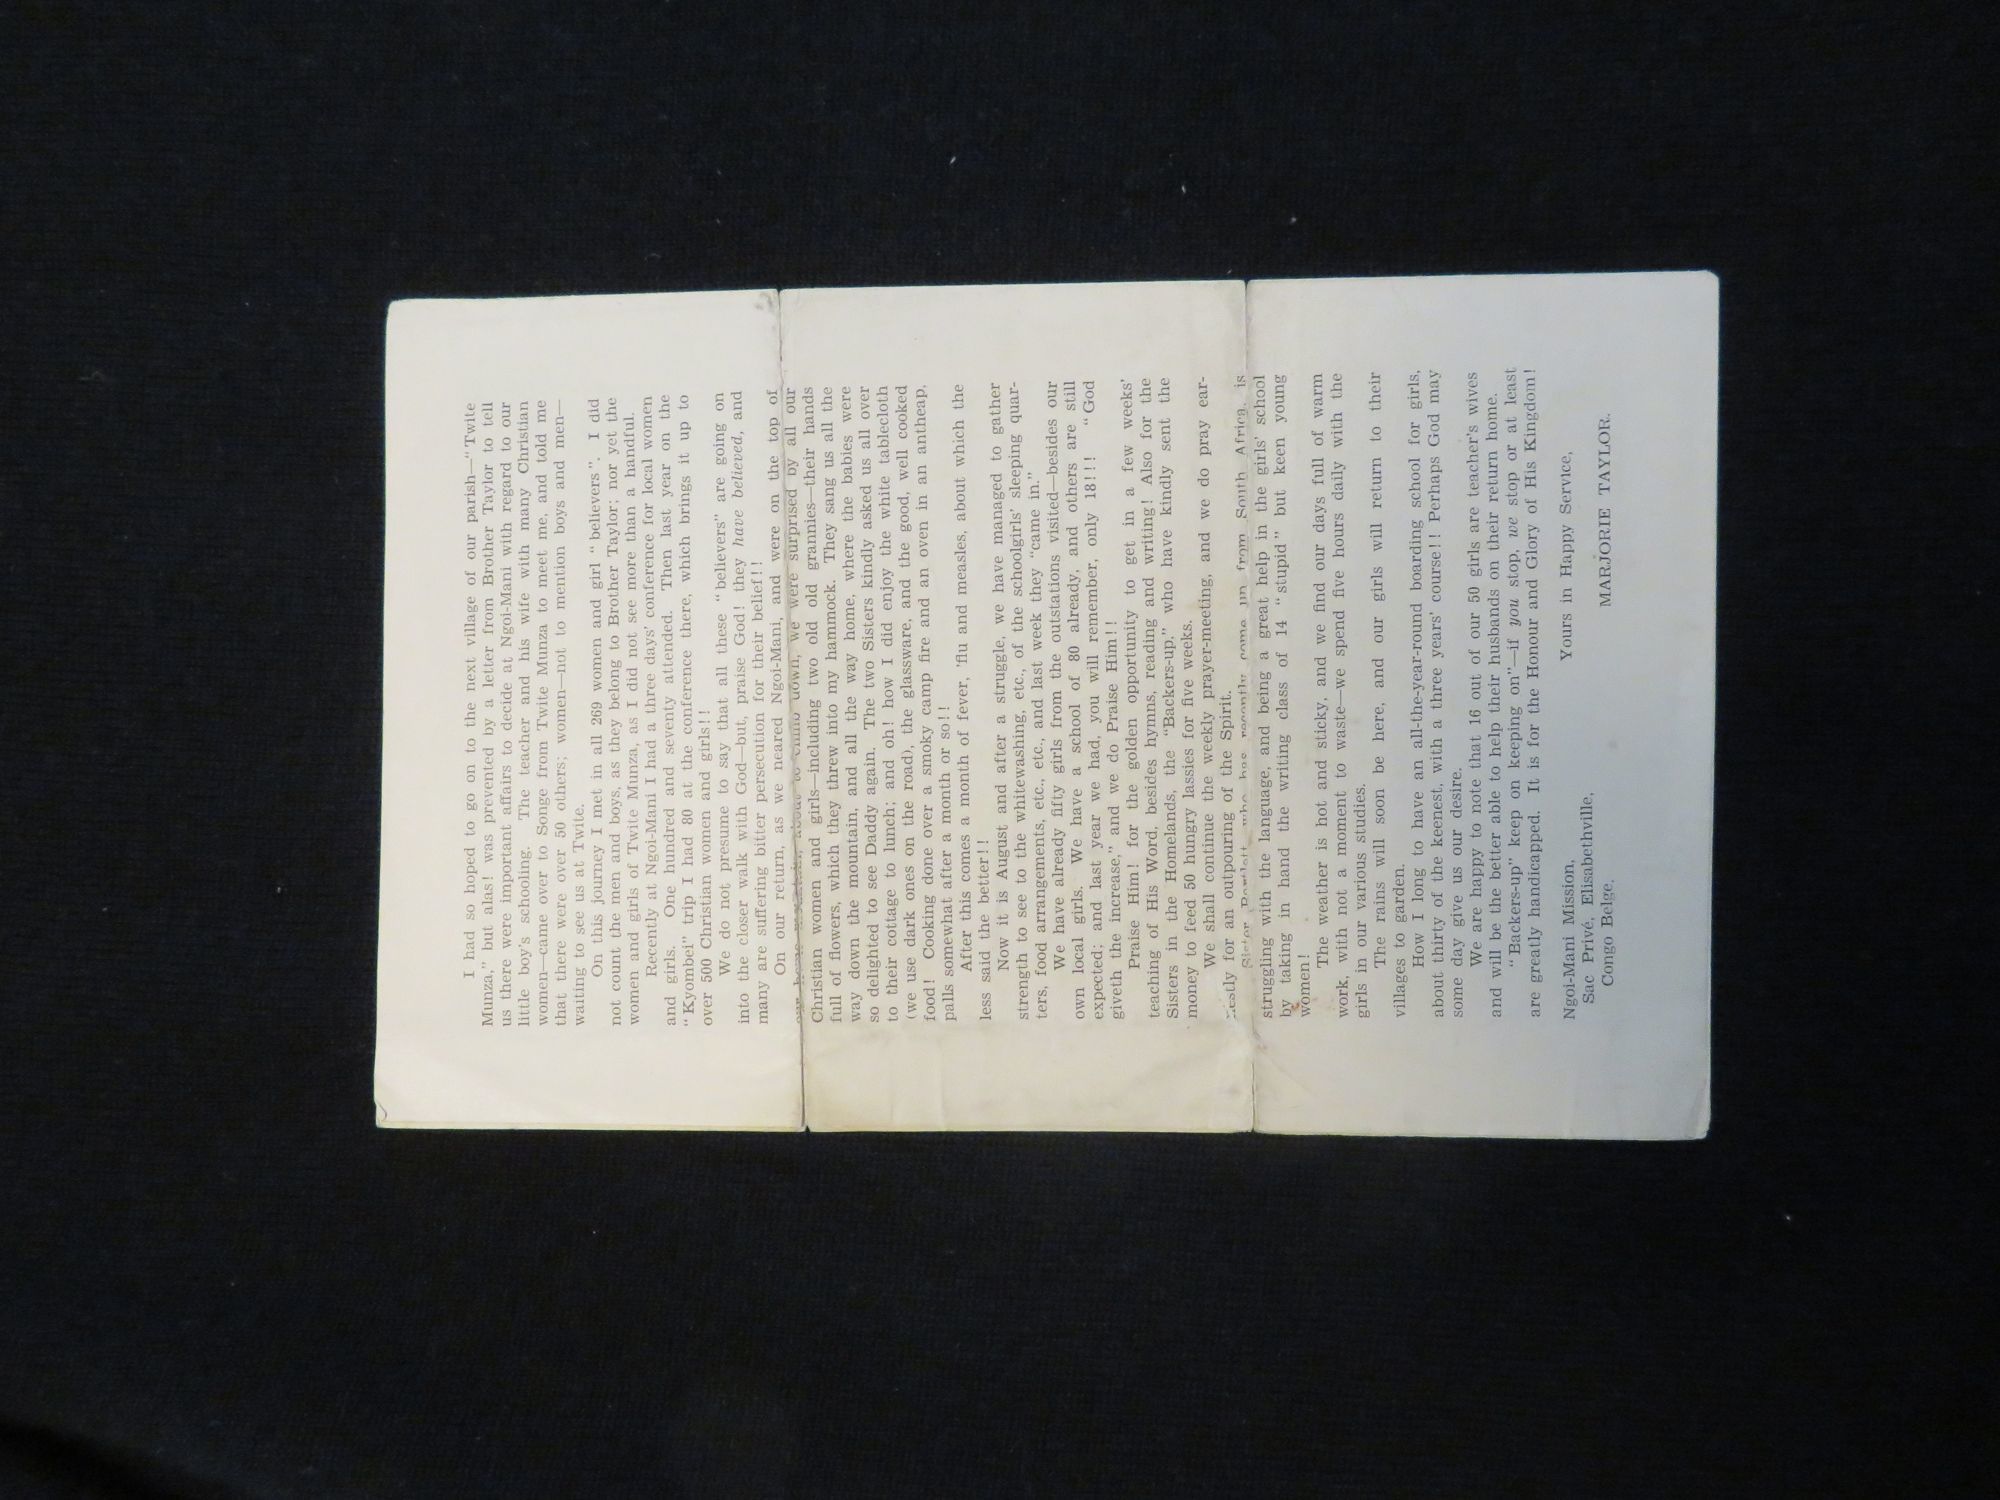 I had so hoped to go on to the next village of our parish—“Twite
Munza,” but alas! was prevented by a letter from Brother Taylor to tell
us there were important affairs to decide at Ngoi-Mani with regard to our
little boy's schooling. The teacher and his wife with many Christian
women—came over to Songe from Twite Munza to meet me, and told me
that there were over 50 others; women—not to mention boys and men—
waiting to see us at Twite.
On this journey I met in all 269 women and girl “believers”. I did
not count the men and boys, as they belong to Brother Taylor; nor yet the
women and girls of Twite Munza, as I did not see more than a handful.
Recently at Ngoi-Mani I had a three days' conference for local women
and girls. One hundred and seventy attended. Then last year on the
“Kyombei” trip I had 80 at the conference there, which brings it up to
over 500 Christian women and girls!!!
We do not presume to say that all these “believers” are going on
into the closer walk with God—but, praise God! they have believed, and
many are suffering bitter persecution for their belief!!
On our return, as we neared Ngoi-Mani, and were on the top of
our home mountain, about to climb down, we were surprised by all our
Christian women and girls—including two old old grannies—their hands
full of flowers, which they threw into my hammock. They sang us all the
way down the mountain, and all the way home, where the babies were
so delighted to see Daddy again. The two Sisters kindly asked us all over
to their cottage to lunch; and oh! how I did enjoy the white tablecloth
(we use dark ones on the road), the glassware, and the good, well cooked
food! Cooking done over a smoky camp fire and an oven in an antheap,
palls somewhat after a month or so!!
After this comes a month of fever, 'flu and measles, about which the
less said the better!!
Now it is August and after a struggle, we have managed to gather
strength to see to the whitewashing, etc., of the schoolgirls' sleeping quar-
ters, food arrangements, etc., etc., and last week they “came in.”
We have already fifty girls from the outstations visited—besides our
own local girls. We have a school of 80 already, and others are still
expected; and last year we had, you will remember, only 18!!! “God
giveth the increase,” and we do Praise Him!!
Praise Him! for the golden opportunity to get in a few weeks'
teaching of His Word, besides hymns, reading and writing! Also for the
Sisters in the Homelands, the “Backers-up,” who have kindly sent the
money to feed 50 hungry lassies for five weeks.
We shall continue the weekly prayer-meeting, and we do pray ear-
nestly for an outpouring of the Spirit.
Sister Bartlett, who has recently come up from South Africa, is
struggling with the language, and being a great help in the girls' school
by taking in hand the writing class of 14 “stupid” but keen young
women!
The weather is hot and sticky, and we find our days full of warm
work, with not a moment to waste—we spend five hours daily with the
girls in our various studies.
The rains will soon be here, and our girls will return to their
villages to garden.
How I long to have an all-the-year-round boarding school for girls,
about thirty of the keenest, with a three years' course!! Perhaps God may
some day give us our desire.
We are happy to note that 16 out of our 50 girls are teacher's wives
and will be the better able to help their husbands on their return home.
“Backers-up” keep on keeping on”—if you stop, we stop or at least
are greatly handicapped. It is for the Honour and Glory of His Kingdom!
Yours in Happy Service,
MARJORIE TAYLOR.
Ngoi-Mani Mission,
Sac Privé, Elisabethville,
Congo Belge.